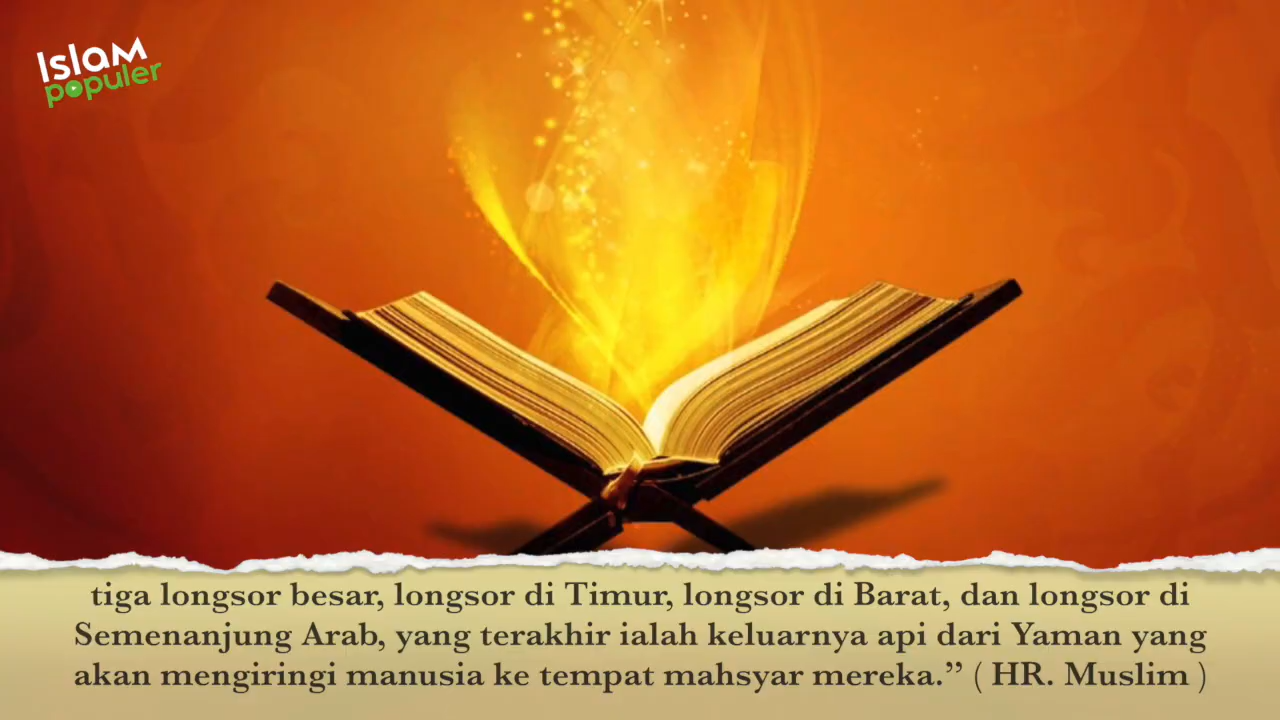 Islam
populer
tiga longsor besar, longsor di Timur, longsor di Barat, dan longsor di
Semenanjung Arab, yang terakhir ialah keluarnya api dari Yaman yang
akan mengiringi manusia ke tempat mahsyar mereka.” ( HR. Muslim )